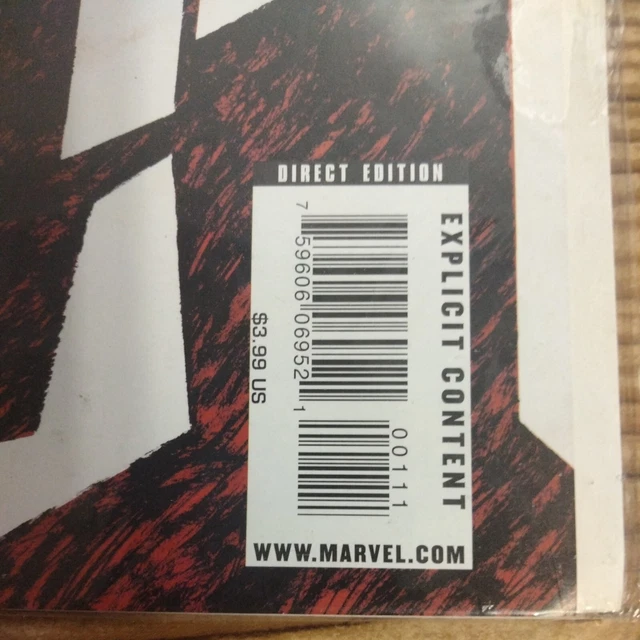 DIRECT EDITION
EXPLICIT CONTENT
7 59606 06952 1
00111
$3.99 US
WWW.MARVEL.COM